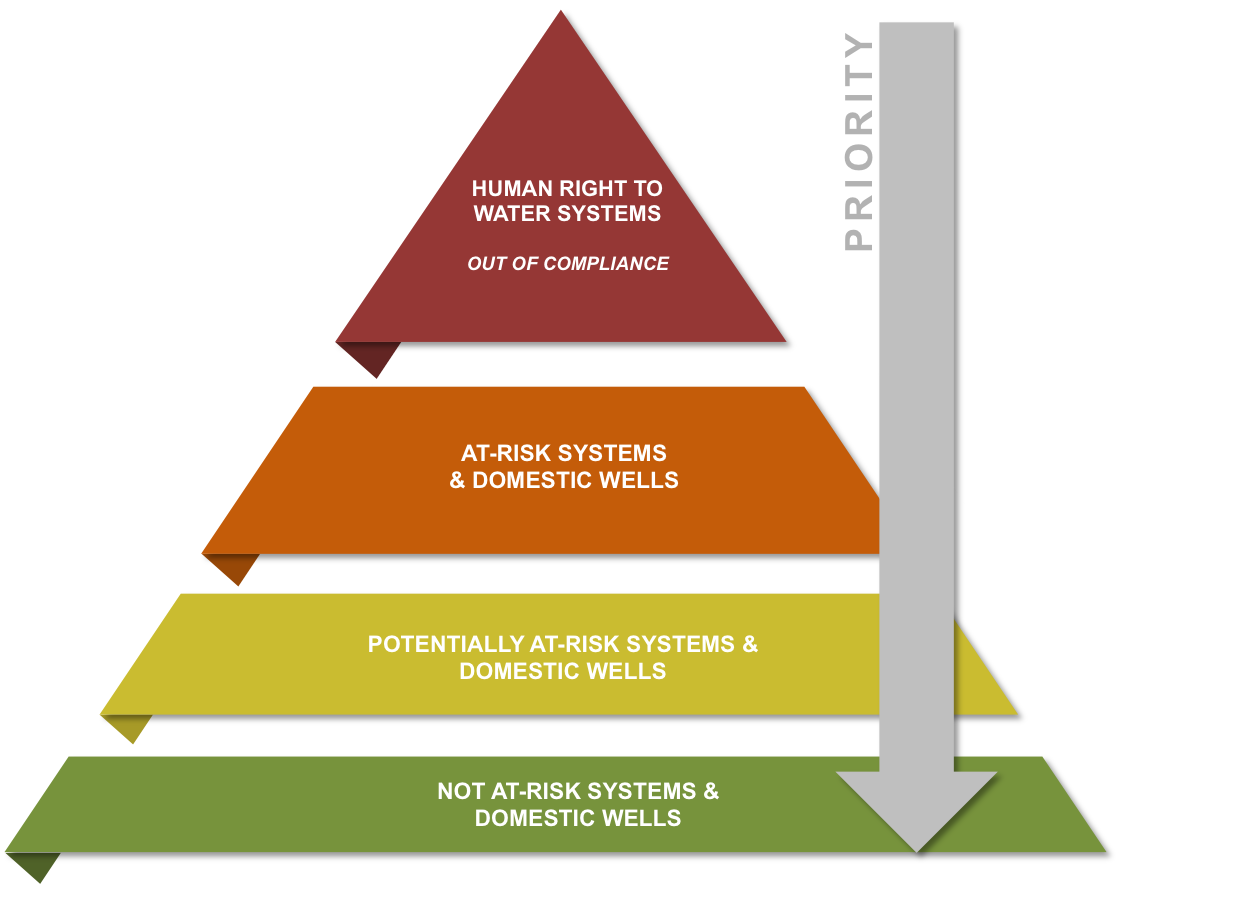 PRIORITY
HUMAN RIGHT TO
WATER SYSTEMS
OUT OF COMPLIANCE
AT-RISK SYSTEMS
& DOMESTIC WELLS
POTENTIALLY AT-RISK SYSTEMS &
DOMESTIC WELLS
NOT AT-RISK SYSTEMS &
DOMESTIC WELLS